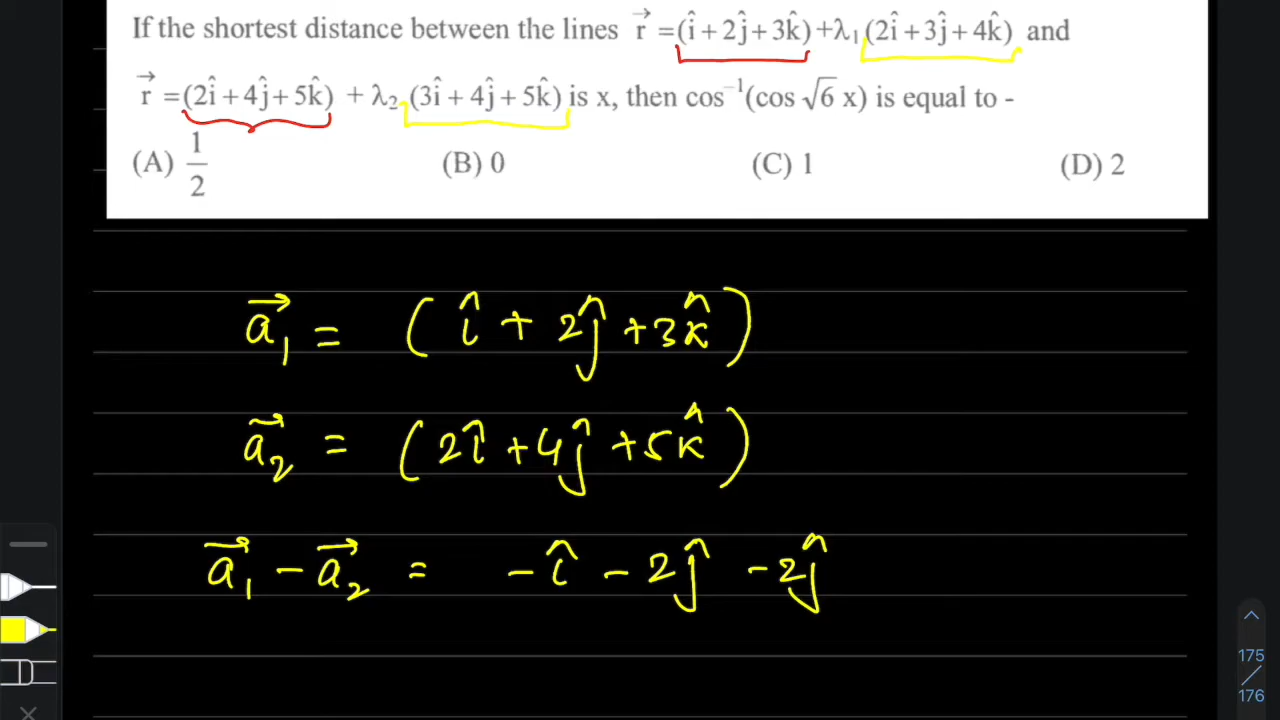 If the shortest distance between the lines r⃗ = (î + 2ĵ + 3k̂) + λ₁ (2î + 3ĵ + 4k̂) and
r⃗ = (2î + 4ĵ + 5k̂) + λ₂ (3î + 4ĵ + 5k̂) is x, then cos⁻¹(cos √6 x) is equal to -
(A) 1/2 (B) 0 (C) 1 (D) 2
a⃗₁ = (î + 2ĵ + 3k̂)
a⃗₂ = (2î + 4ĵ + 5k̂)
a⃗₁ − a⃗₂ = − î − 2ĵ − 2ĵ
175
/
176